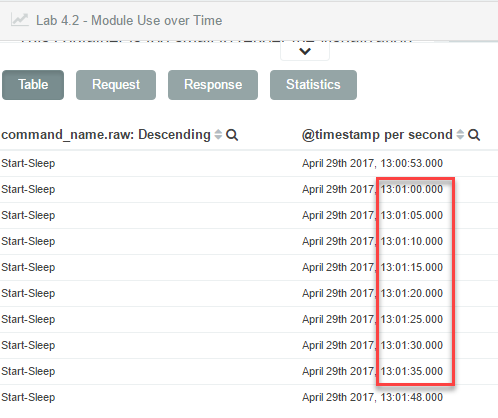 Lab 4.2 - Module Use over Time
Table Request Response Statistics
command_name.raw: Descending @timestamp per second
Start-Sleep April 29th 2017, 13:00:53.000
Start-Sleep April 29th 2017, 13:01:00.000
Start-Sleep April 29th 2017, 13:01:05.000
Start-Sleep April 29th 2017, 13:01:10.000
Start-Sleep April 29th 2017, 13:01:15.000
Start-Sleep April 29th 2017, 13:01:20.000
Start-Sleep April 29th 2017, 13:01:25.000
Start-Sleep April 29th 2017, 13:01:30.000
Start-Sleep April 29th 2017, 13:01:35.000
Start-Sleep April 29th 2017, 13:01:48.000